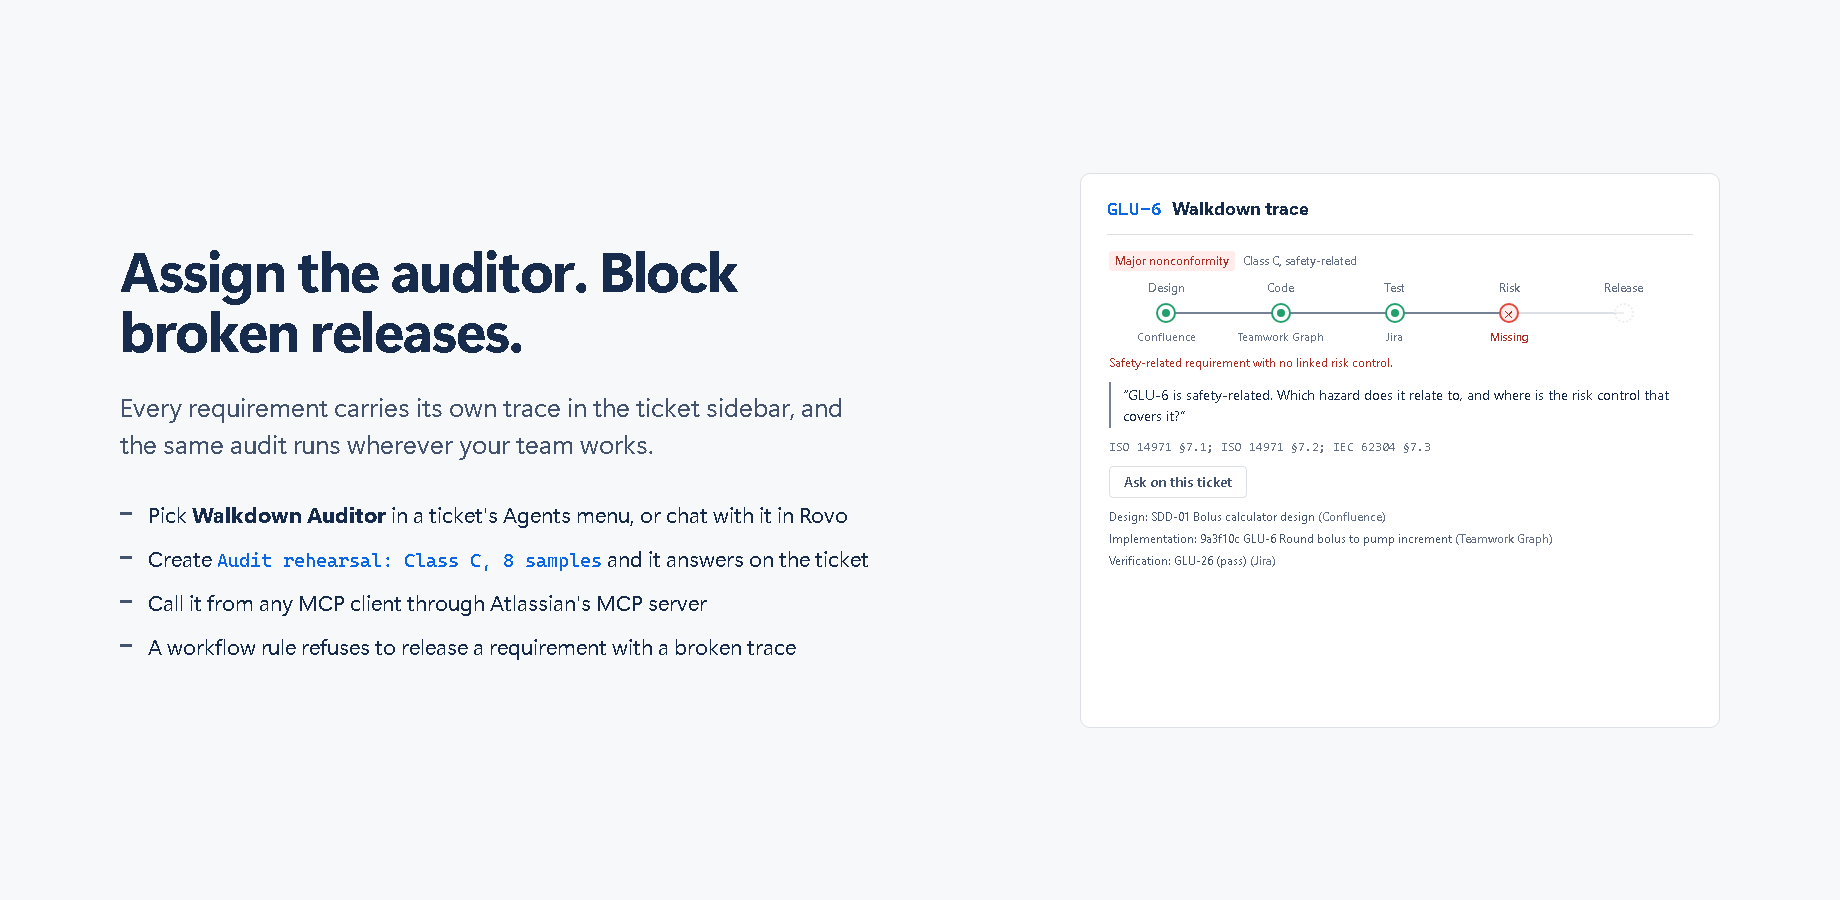 Assign the auditor. Block
broken releases.
Every requirement carries its own trace in the ticket sidebar, and
the same audit runs wherever your team works.
– Pick Walkdown Auditor in a ticket's Agents menu, or chat with it in Rovo
– Create Audit rehearsal: Class C, 8 samples and it answers on the ticket
– Call it from any MCP client through Atlassian's MCP server
– A workflow rule refuses to release a requirement with a broken trace
GLU-6 Walkdown trace
Major nonconformity Class C, safety-related
Design Code Test Risk Release
Confluence Teamwork Graph Jira Missing
Safety-related requirement with no linked risk control.
"GLU-6 is safety-related. Which hazard does it relate to, and where is the risk control that
covers it?"
ISO 14971 §7.1; ISO 14971 §7.2; IEC 62304 §7.3
Ask on this ticket
Design: SDD-01 Bolus calculator design (Confluence)
Implementation: 9a3f10c GLU-6 Round bolus to pump increment (Teamwork Graph)
Verification: GLU-26 (pass) (Jira)